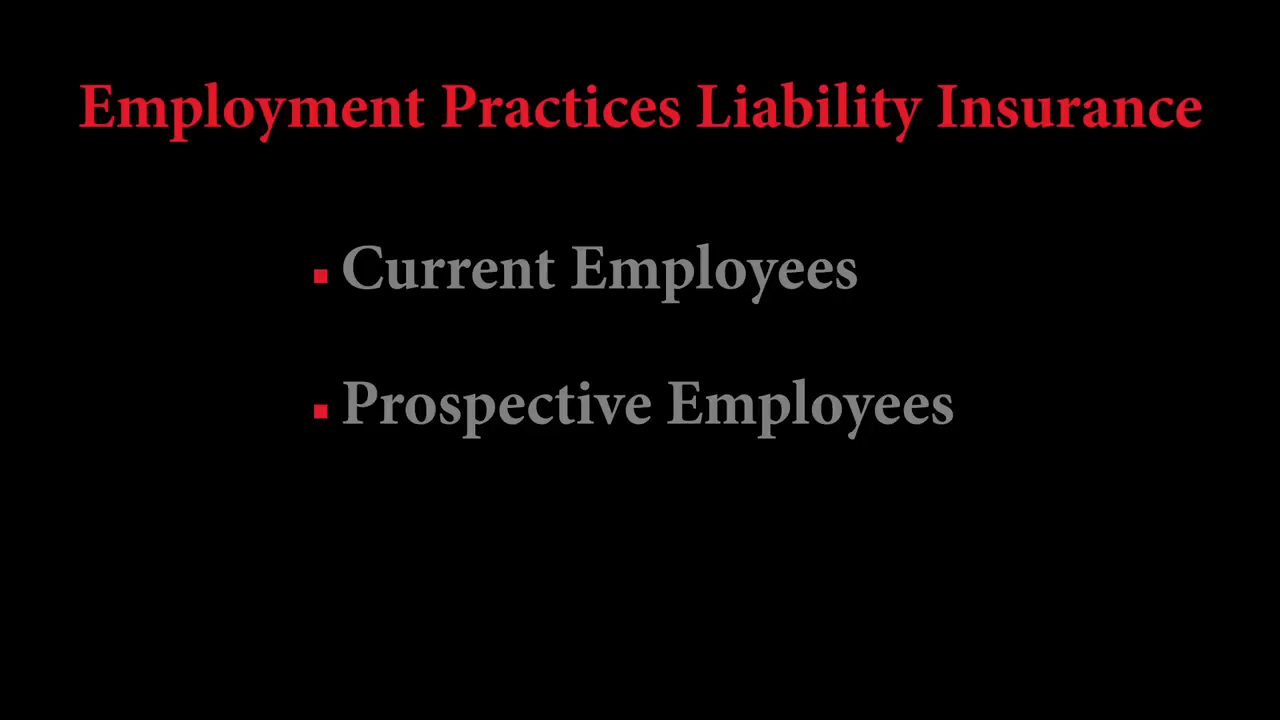 Employment Practices Liability Insurance
▪ Current Employees
▪ Prospective Employees